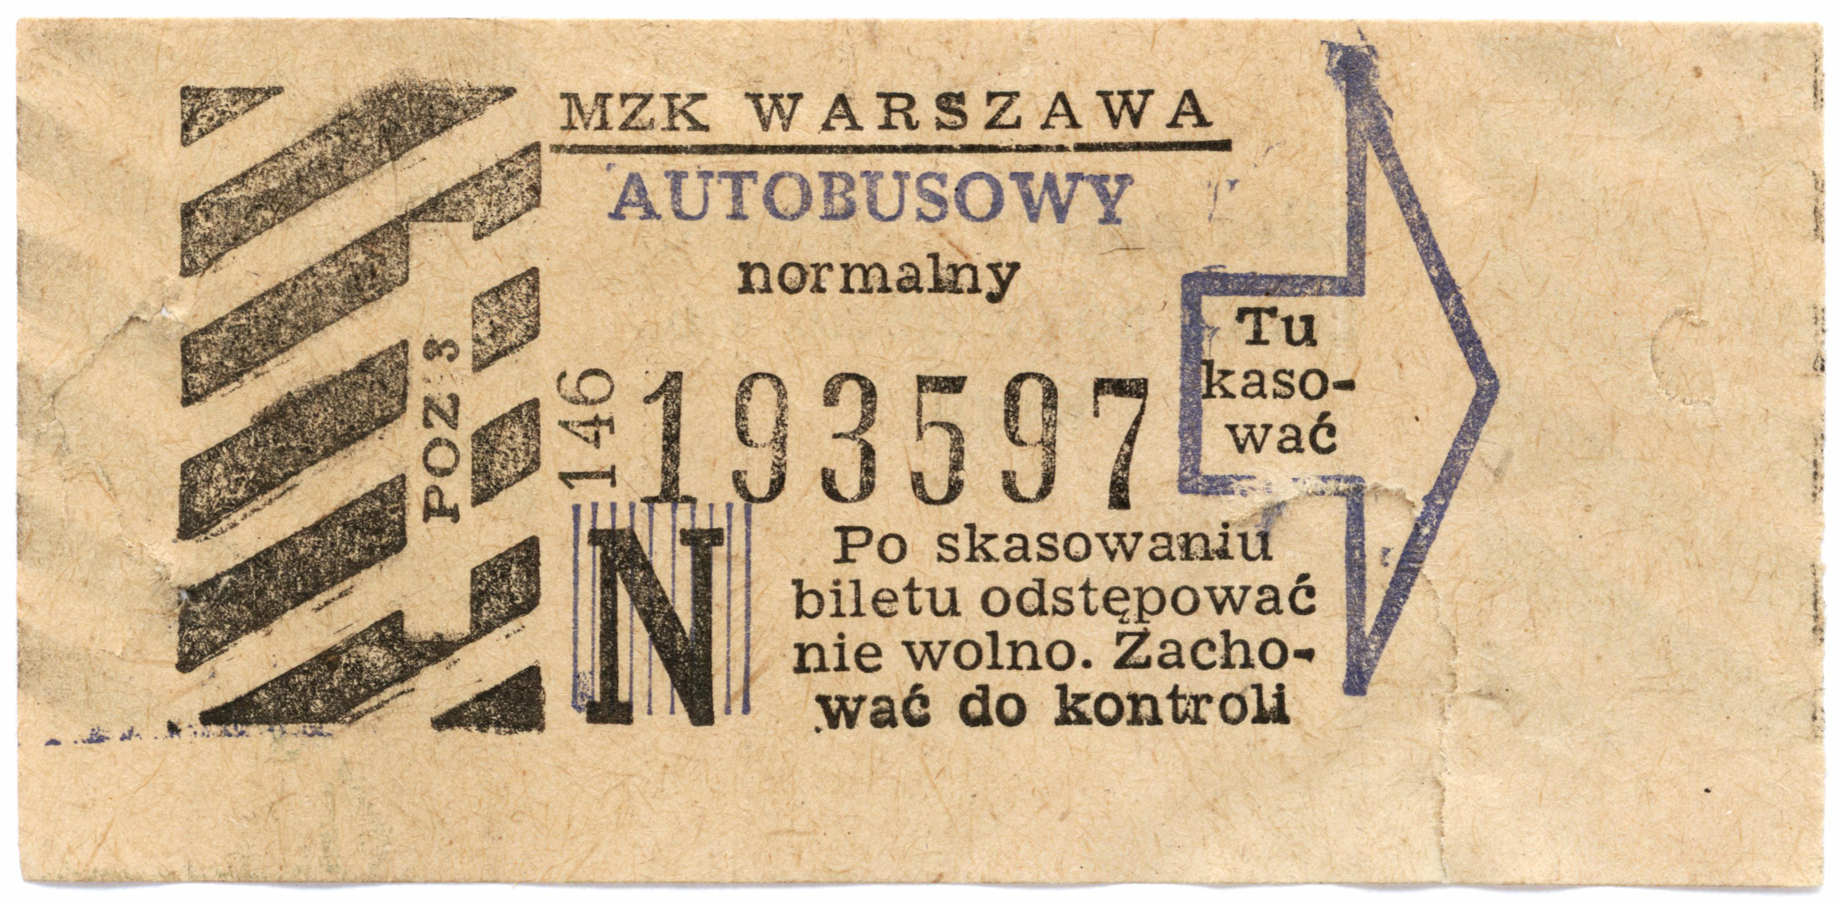 MZK WARSZAWA
AUTOBUSOWY
normalny
POZ. 3
146
193597
Tu
kaso-
wać
N
Po skasowaniu
biletu odstępować
nie wolno. Zacho-
wać do kontroli